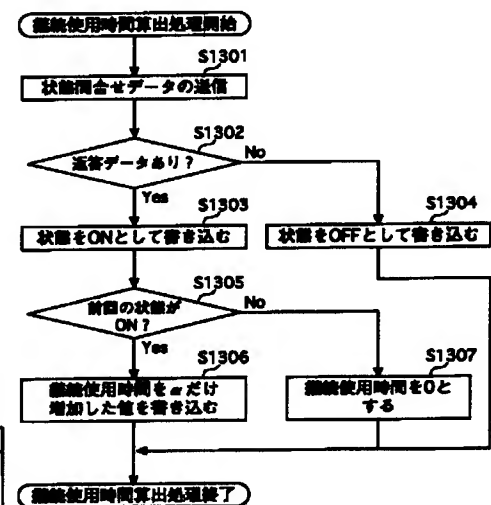 継続使用時間算出処理開始
S1301
状態問合せデータの送信
S1302
返答データあり?
No
Yes
S1303
状態をONとして書き込む
S1304
状態をOFFとして書き込む
S1305
前回の状態が
ON?
No
Yes
S1306
継続使用時間をαだけ
増加した値を書き込む
S1307
継続使用時間を0と
する
継続使用時間算出処理終了